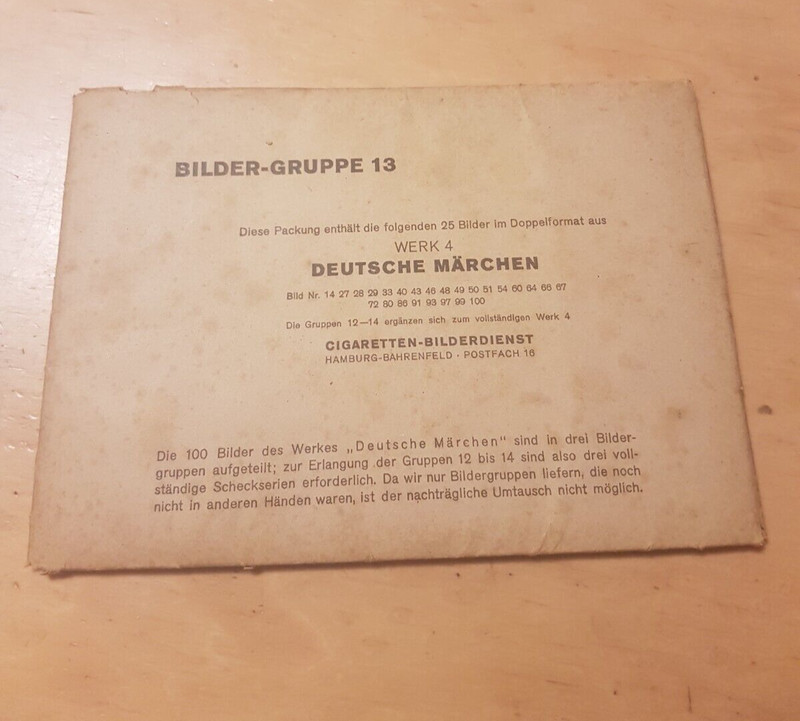 BILDER-GRUPPE 13
Diese Packung enthält die folgenden 25 Bilder im Doppelformat aus
WERK 4
DEUTSCHE MÄRCHEN
Bild Nr. 14 27 28 29 33 40 43 46 48 49 50 51 54 60 64 66 67
72 80 86 91 93 97 99 100
Die Gruppen 12—14 ergänzen sich zum vollständigen Werk 4
CIGARETTEN-BILDERDIENST
HAMBURG-BAHRENFELD · POSTFACH 16
Die 100 Bilder des Werkes „Deutsche Märchen" sind in drei Bilder-
gruppen aufgeteilt; zur Erlangung der Gruppen 12 bis 14 sind also drei voll-
ständige Scheckserien erforderlich. Da wir nur Bildergruppen liefern, die noch
nicht in anderen Händen waren, ist der nachträgliche Umtausch nicht möglich.